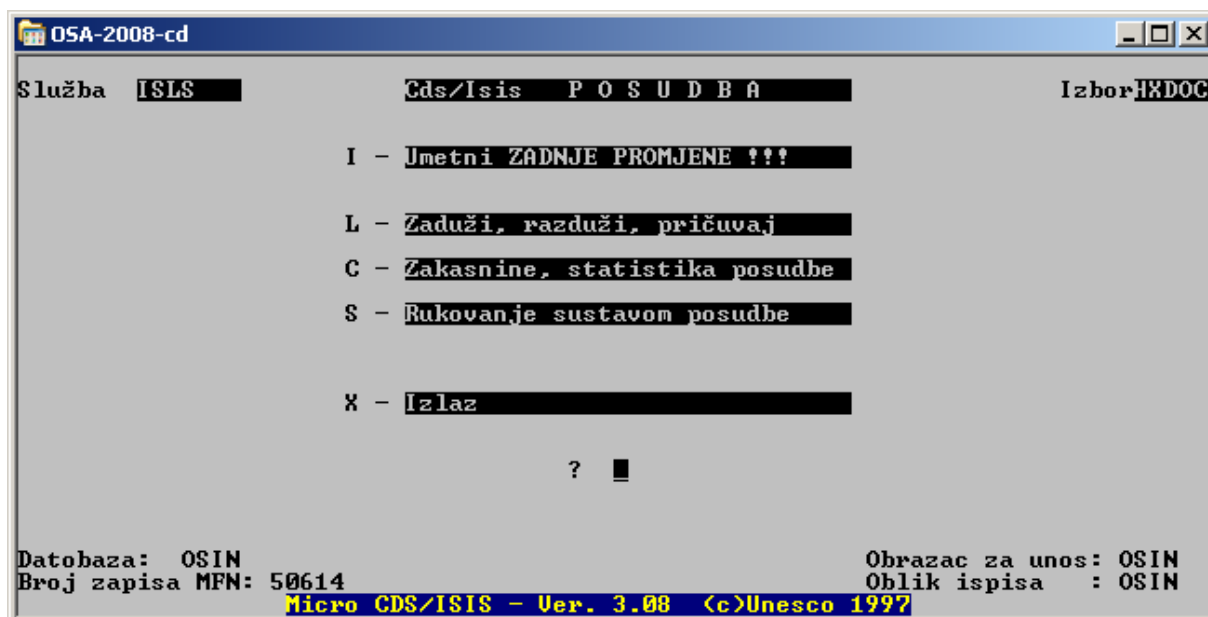 OSA-2008-cd
Služba ISLS Cds/Isis P O S U D B A IzborHXDOC
I - Umetni ZADNJE PROMJENE !!!
L - Zaduži, razduži, pričuvaj
C - Zakasnine, statistika posudbe
S - Rukovanje sustavom posudbe
X - Izlaz
?
Datobaza: OSIN Obrazac za unos: OSIN
Broj zapisa MFN: 50614 Oblik ispisa : OSIN
Micro CDS/ISIS - Ver. 3.08 (c)Unesco 1997